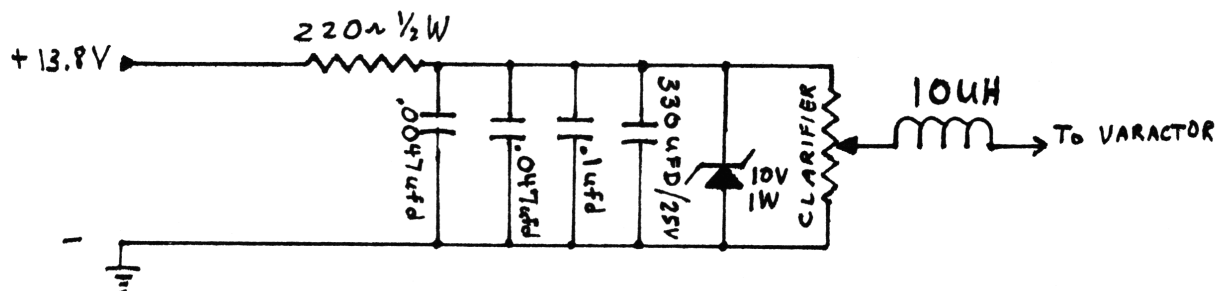 220Ω ½W
+ 13.8V
.0047ufd
.047ufd
.1ufd
330ufD/25V
10V
1W
CLARIFIER
10UH
TO VARACTOR
-